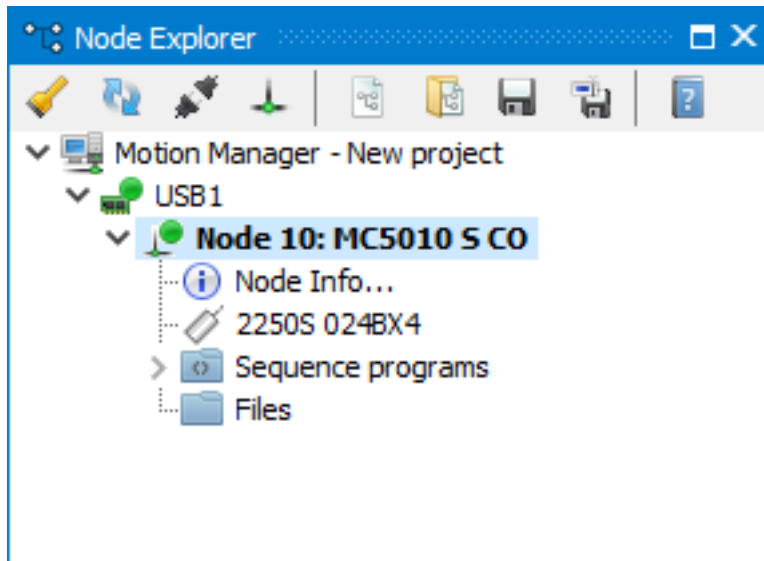 Node Explorer
Motion Manager - New project
USB1
Node 10: MC5010 S CO
Node Info...
2250S 024BX4
Sequence programs
Files